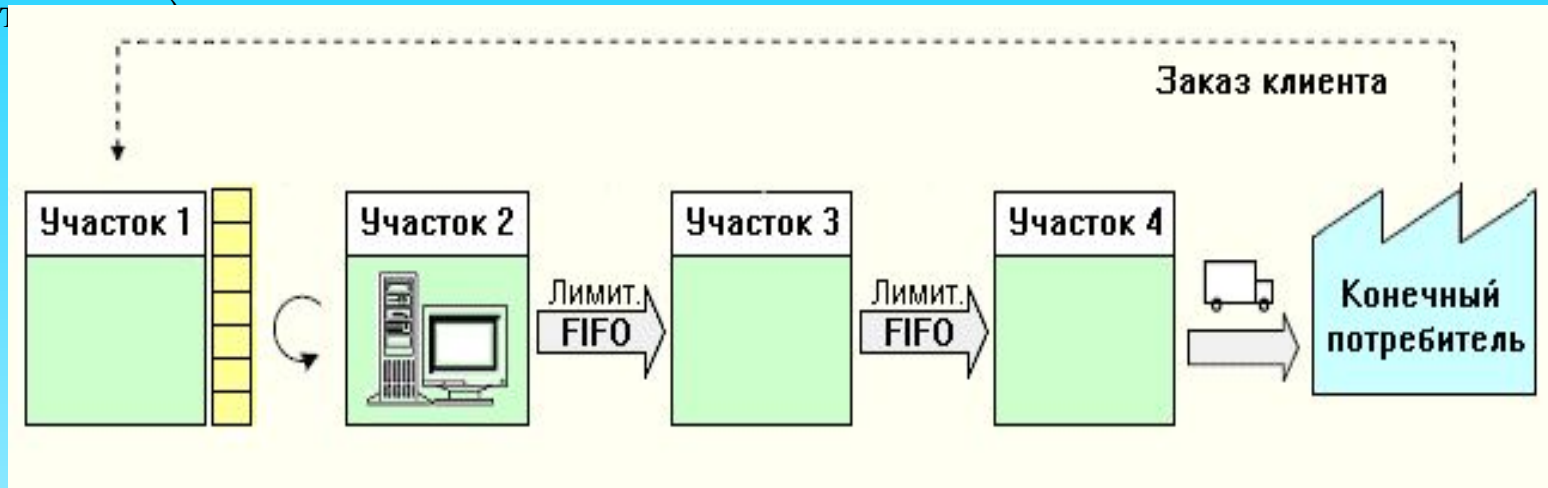 Заказ клиента
Участок 1
Участок 2
Лимит.
FIFO
Участок 3
Лимит.
FIFO
Участок 4
Конечный
потребитель